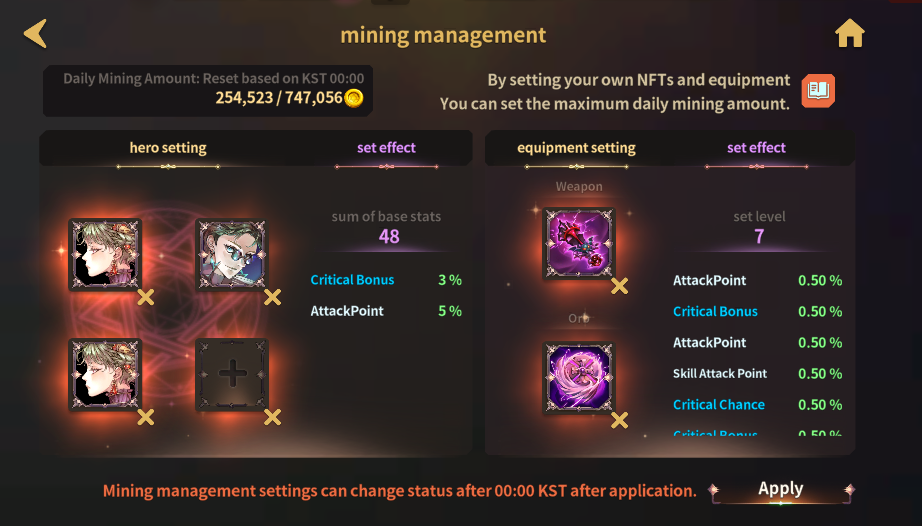 mining management
Daily Mining Amount: Reset based on KST 00:00
254,523 / 747,056
By setting your own NFTs and equipment
You can set the maximum daily mining amount.
hero setting
set effect
sum of base stats
48
Critical Bonus 3 %
AttackPoint 5 %
equipment setting
set effect
Weapon
Orb
set level
7
AttackPoint 0.50 %
Critical Bonus 0.50 %
AttackPoint 0.50 %
Skill Attack Point 0.50 %
Critical Chance 0.50 %
Critical Bonus 0.50 %
Mining management settings can change status after 00:00 KST after application.
Apply